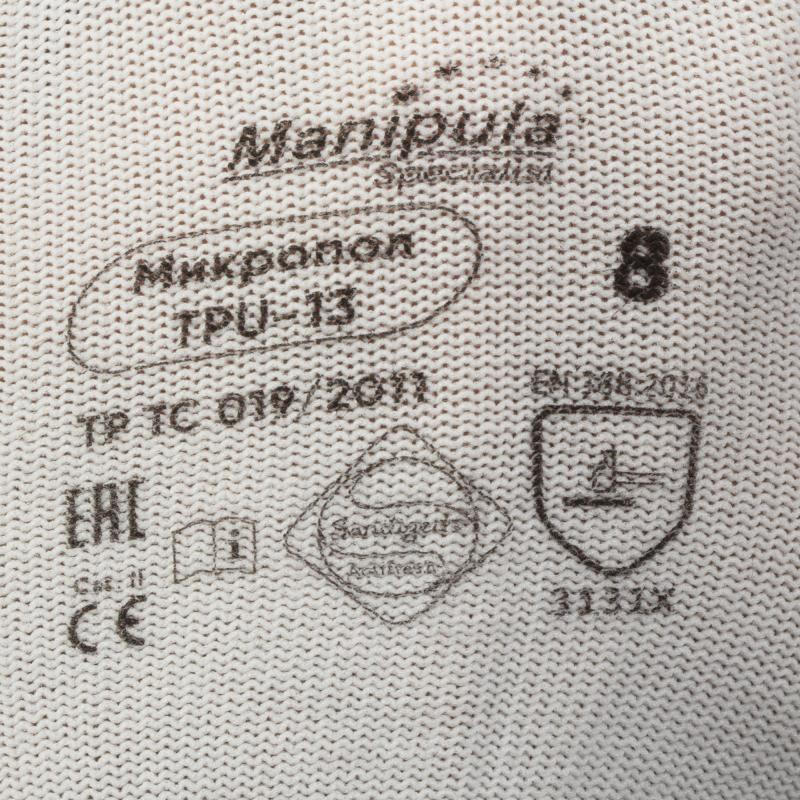 Manipula
Specialist
Микропол
TPU-13
8
ТР ТС 019/2011
EN 388:2016
EAC
Cat. II
i
Sanitized®
Actifresh
CE
3131X